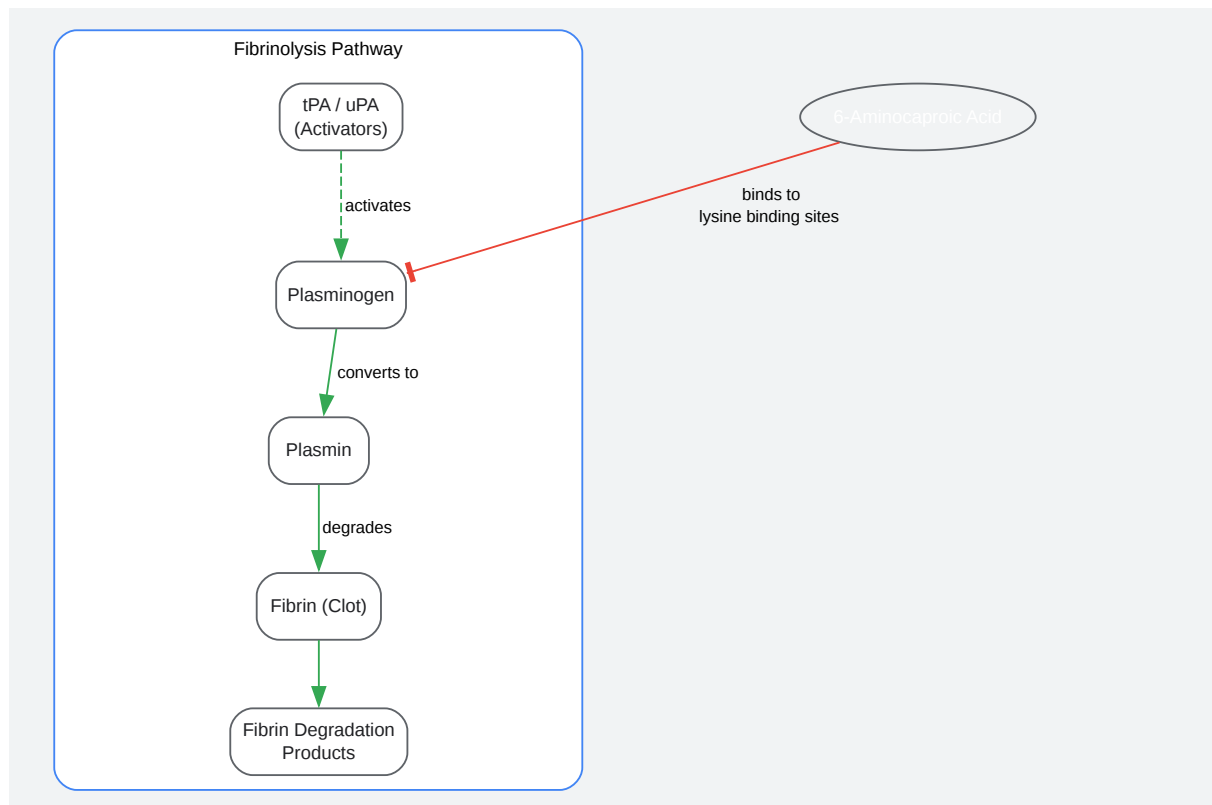 Fibrinolysis Pathway
tPA / uPA
(Activators)
6-Aminocaproic Acid
binds to
lysine binding sites
activates
Plasminogen
converts to
Plasmin
degrades
Fibrin (Clot)
Fibrin Degradation
Products